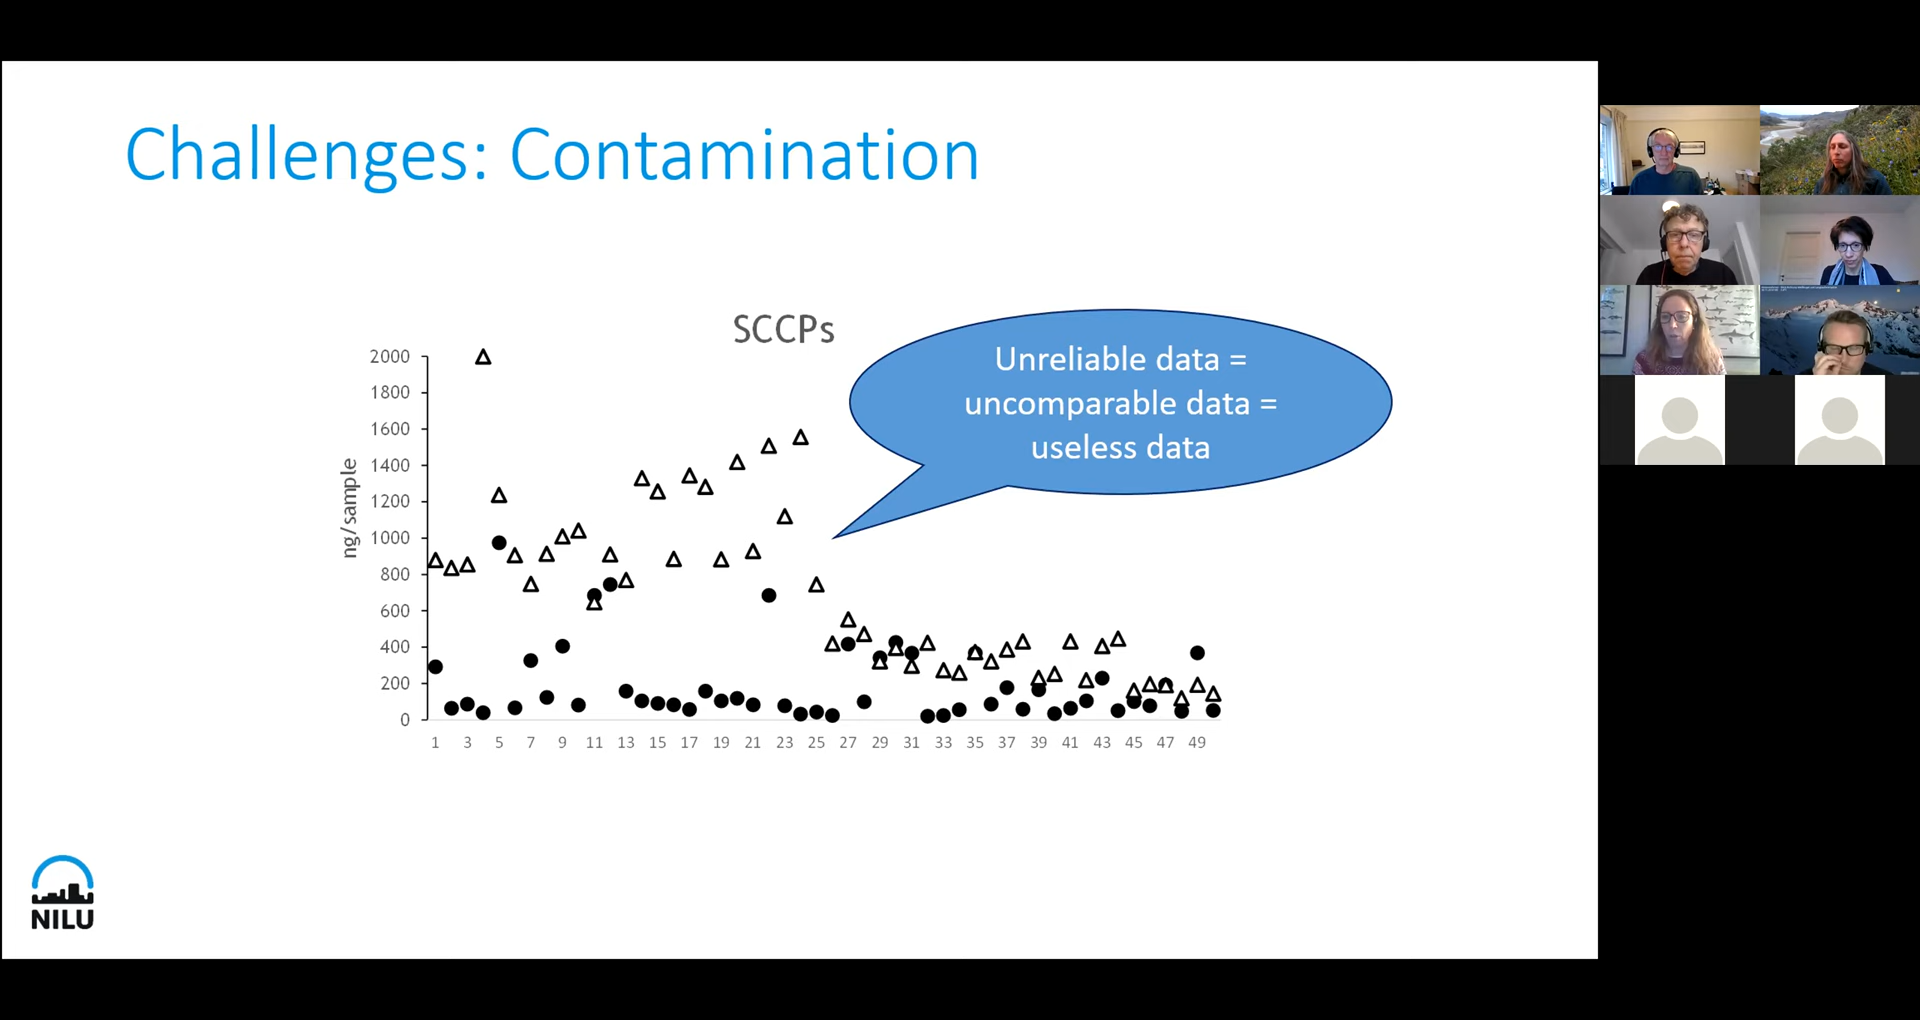 Challenges: Contamination
SCCPs
Unreliable data =
uncomparable data =
useless data
2000
1800
1600
1400
1200
1000
800
600
400
200
0
ng/sample
1 3 5 7 9 11 13 15 17 19 21 23 25 27 29 31 33 35 37 39 41 43 45 47 49
NILU